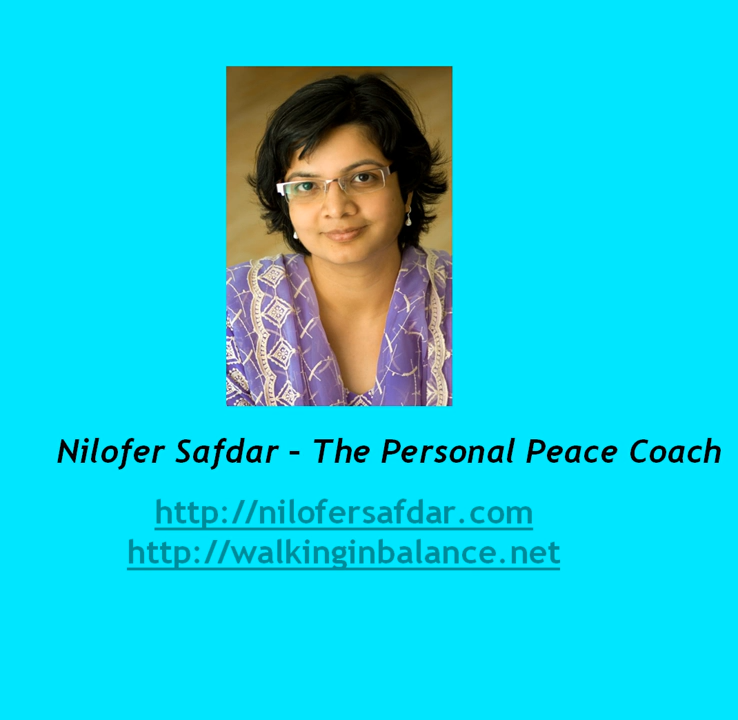 Nilofer Safdar – The Personal Peace Coach
http://nilofersafdar.com
http://walkinginbalance.net